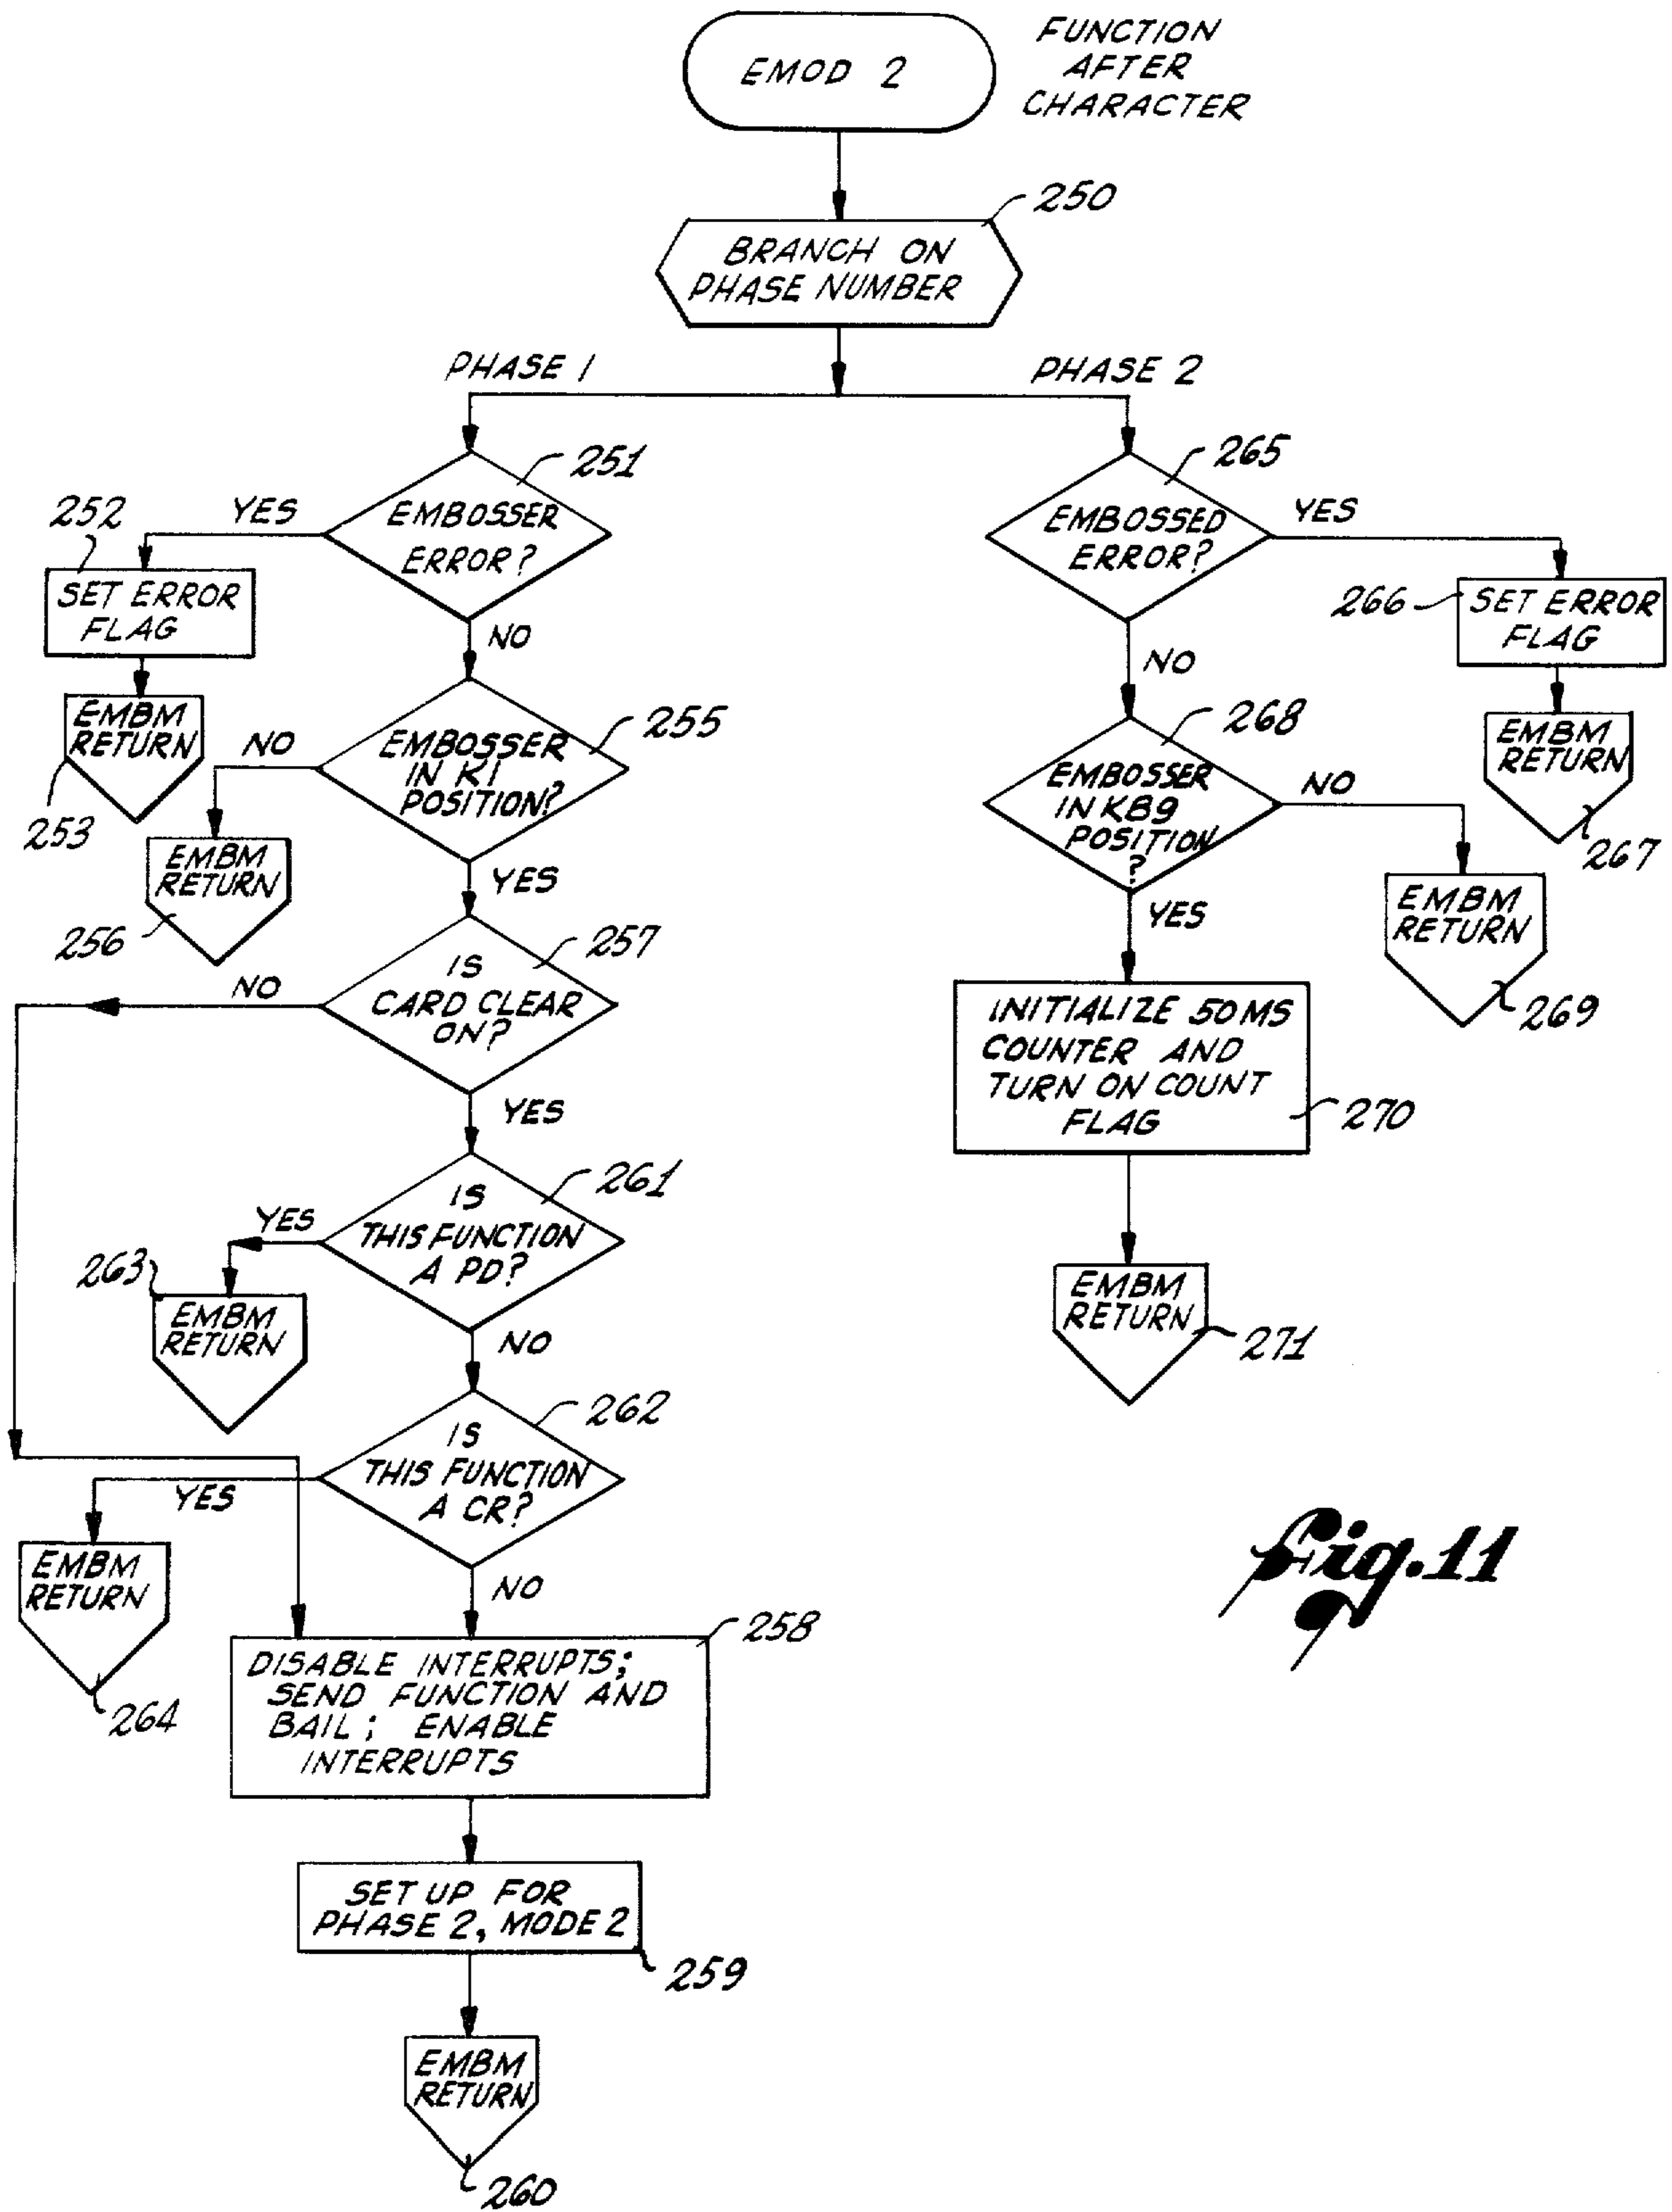 EMOD 2
FUNCTION
AFTER
CHARACTER
250
BRANCH ON
PHASE NUMBER
PHASE 1
PHASE 2
251
EMBOSSER
ERROR?
YES
252
SET ERROR
FLAG
EMBM
RETURN
253
NO
265
EMBOSSED
ERROR?
YES
266
SET ERROR
FLAG
EMBM
RETURN
267
NO
255
EMBOSSER
IN K1
POSITION?
NO
EMBM
RETURN
256
YES
268
EMBOSSER
IN KB9
POSITION
?
NO
EMBM
RETURN
269
YES
257
IS
CARD CLEAR
ON?
NO
YES
INITIALIZE 50MS
COUNTER AND
TURN ON COUNT
FLAG
270
EMBM
RETURN
271
261
IS
THIS FUNCTION
A PD?
YES
263
EMBM
RETURN
NO
262
IS
THIS FUNCTION
A CR?
YES
EMBM
RETURN
264
NO
258
DISABLE INTERRUPTS;
SEND FUNCTION AND
BAIL; ENABLE
INTERRUPTS
SET UP FOR
PHASE 2, MODE 2
259
EMBM
RETURN
260
Fig. 11